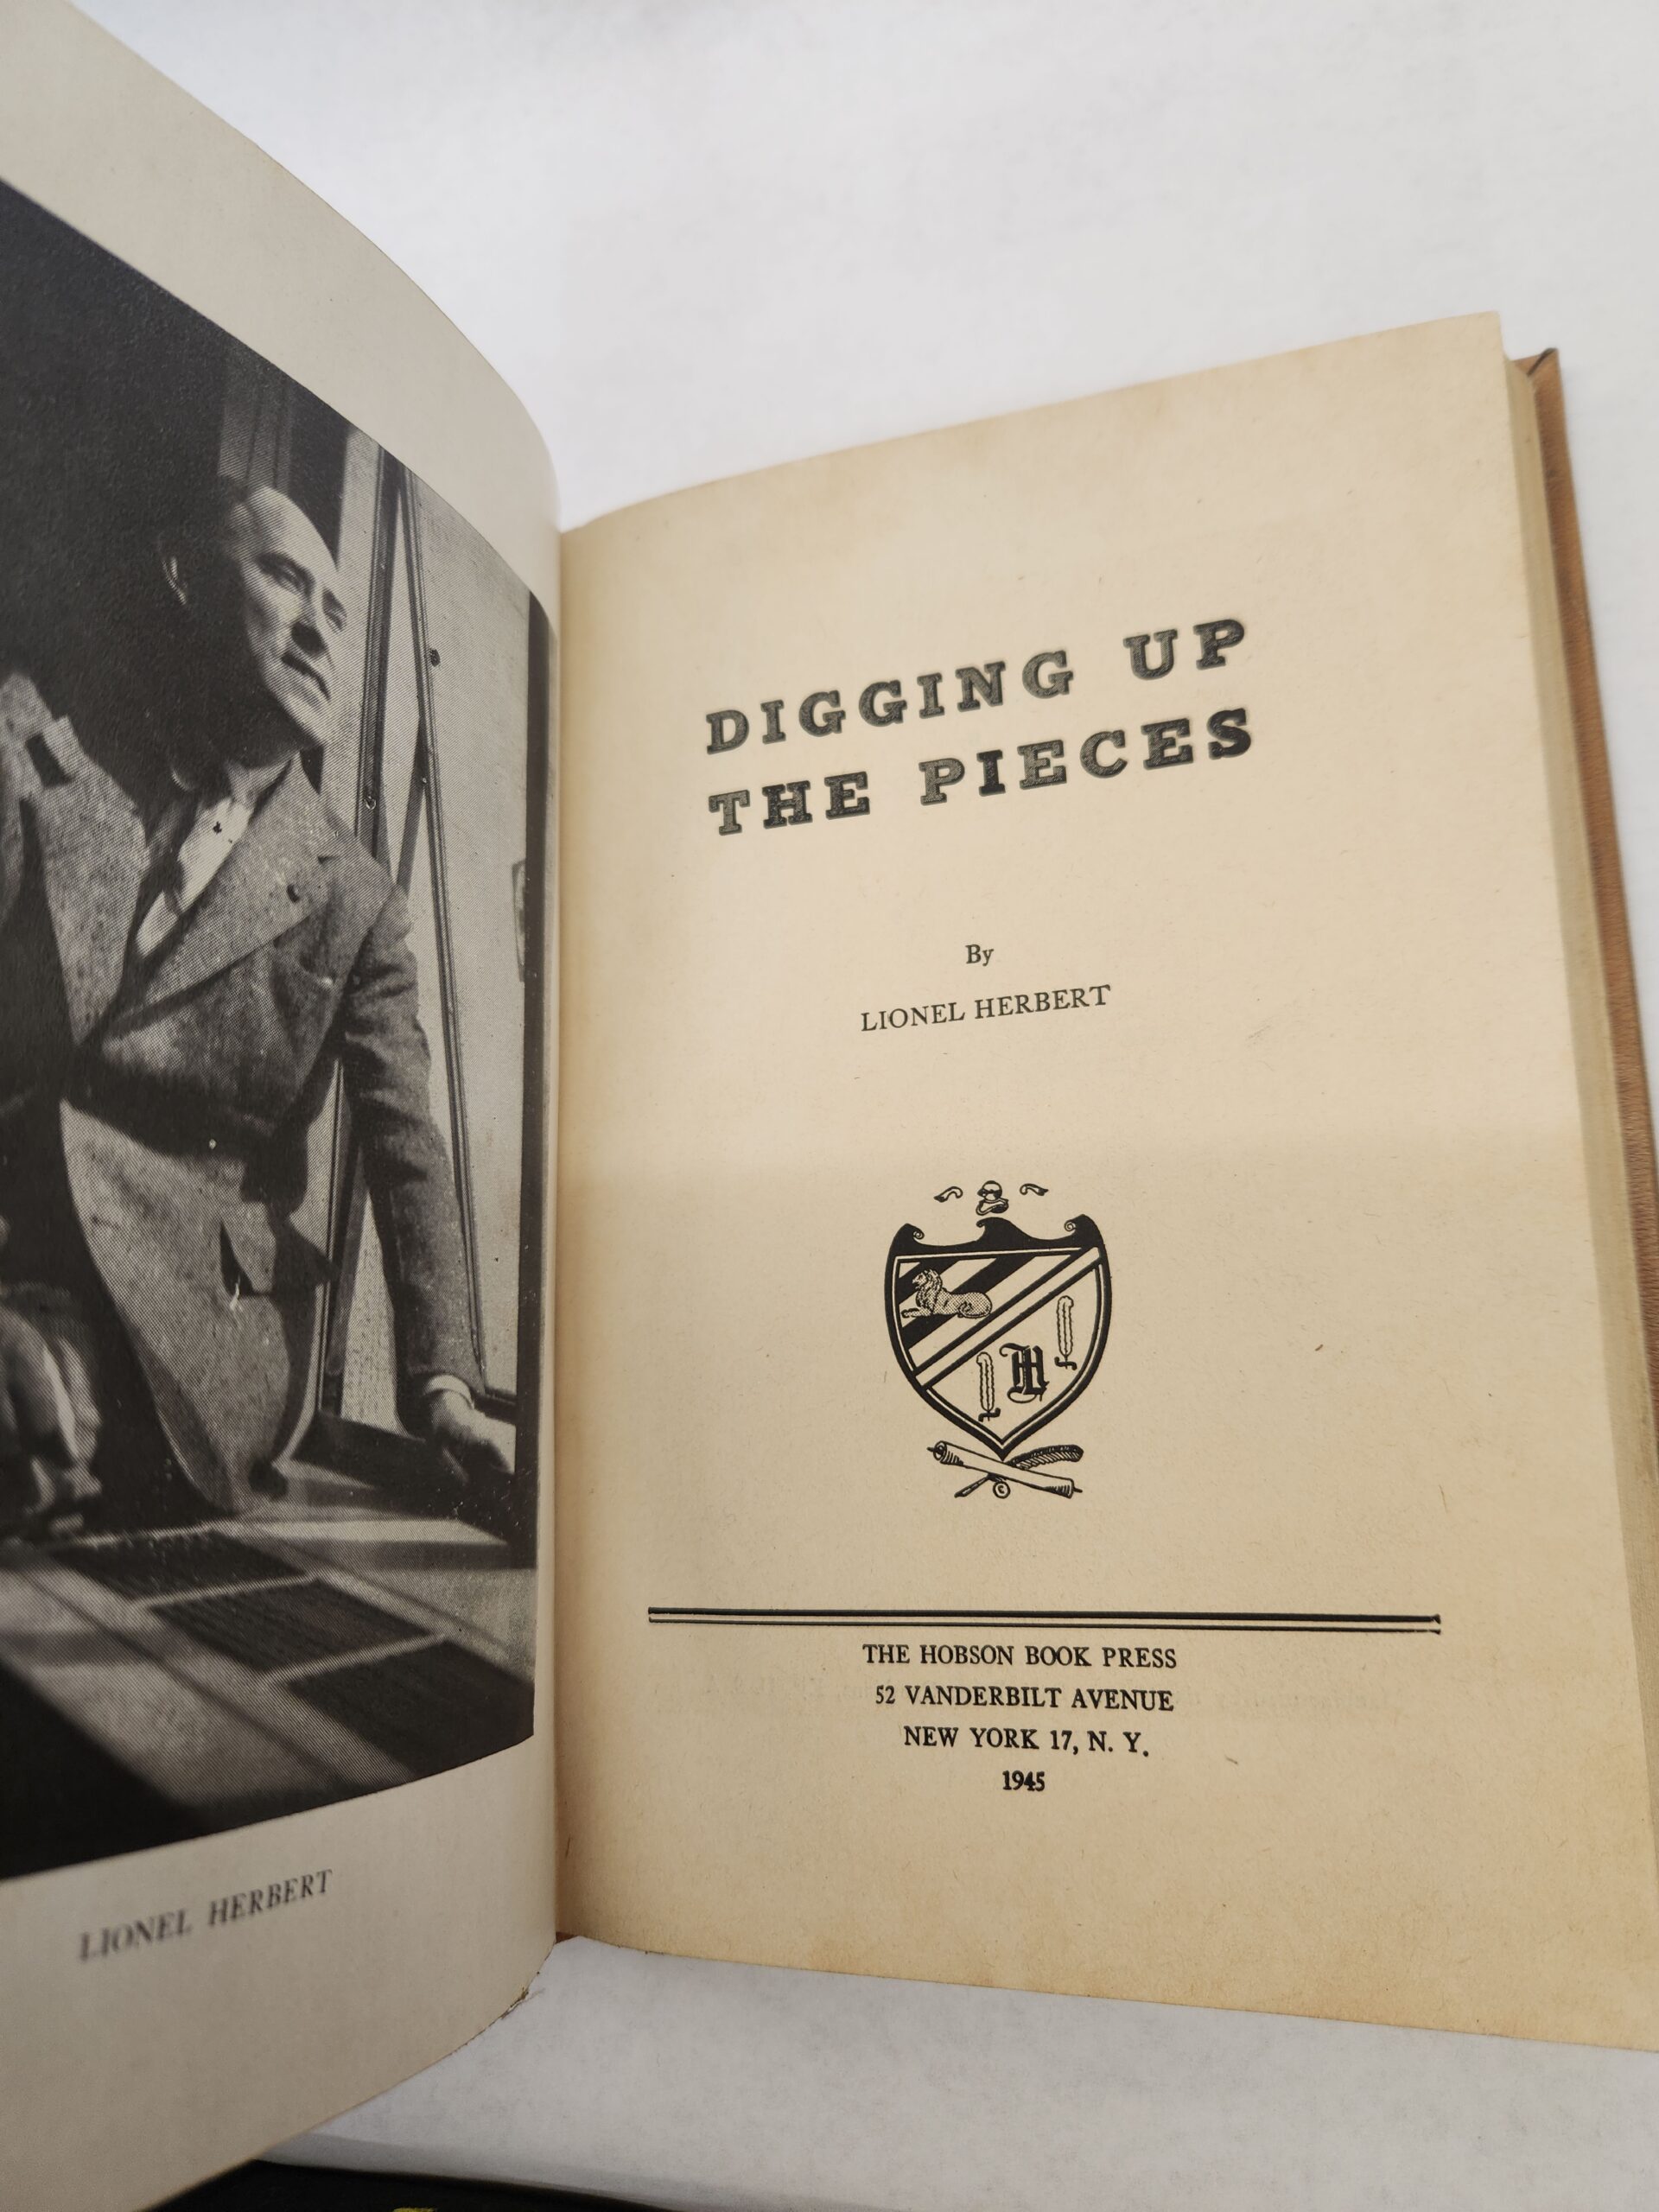 LIONEL HERBERT
DIGGING UP
THE PIECES
By
LIONEL HERBERT
H
©
THE HOBSON BOOK PRESS
52 VANDERBILT AVENUE
NEW YORK 17, N. Y.
1945